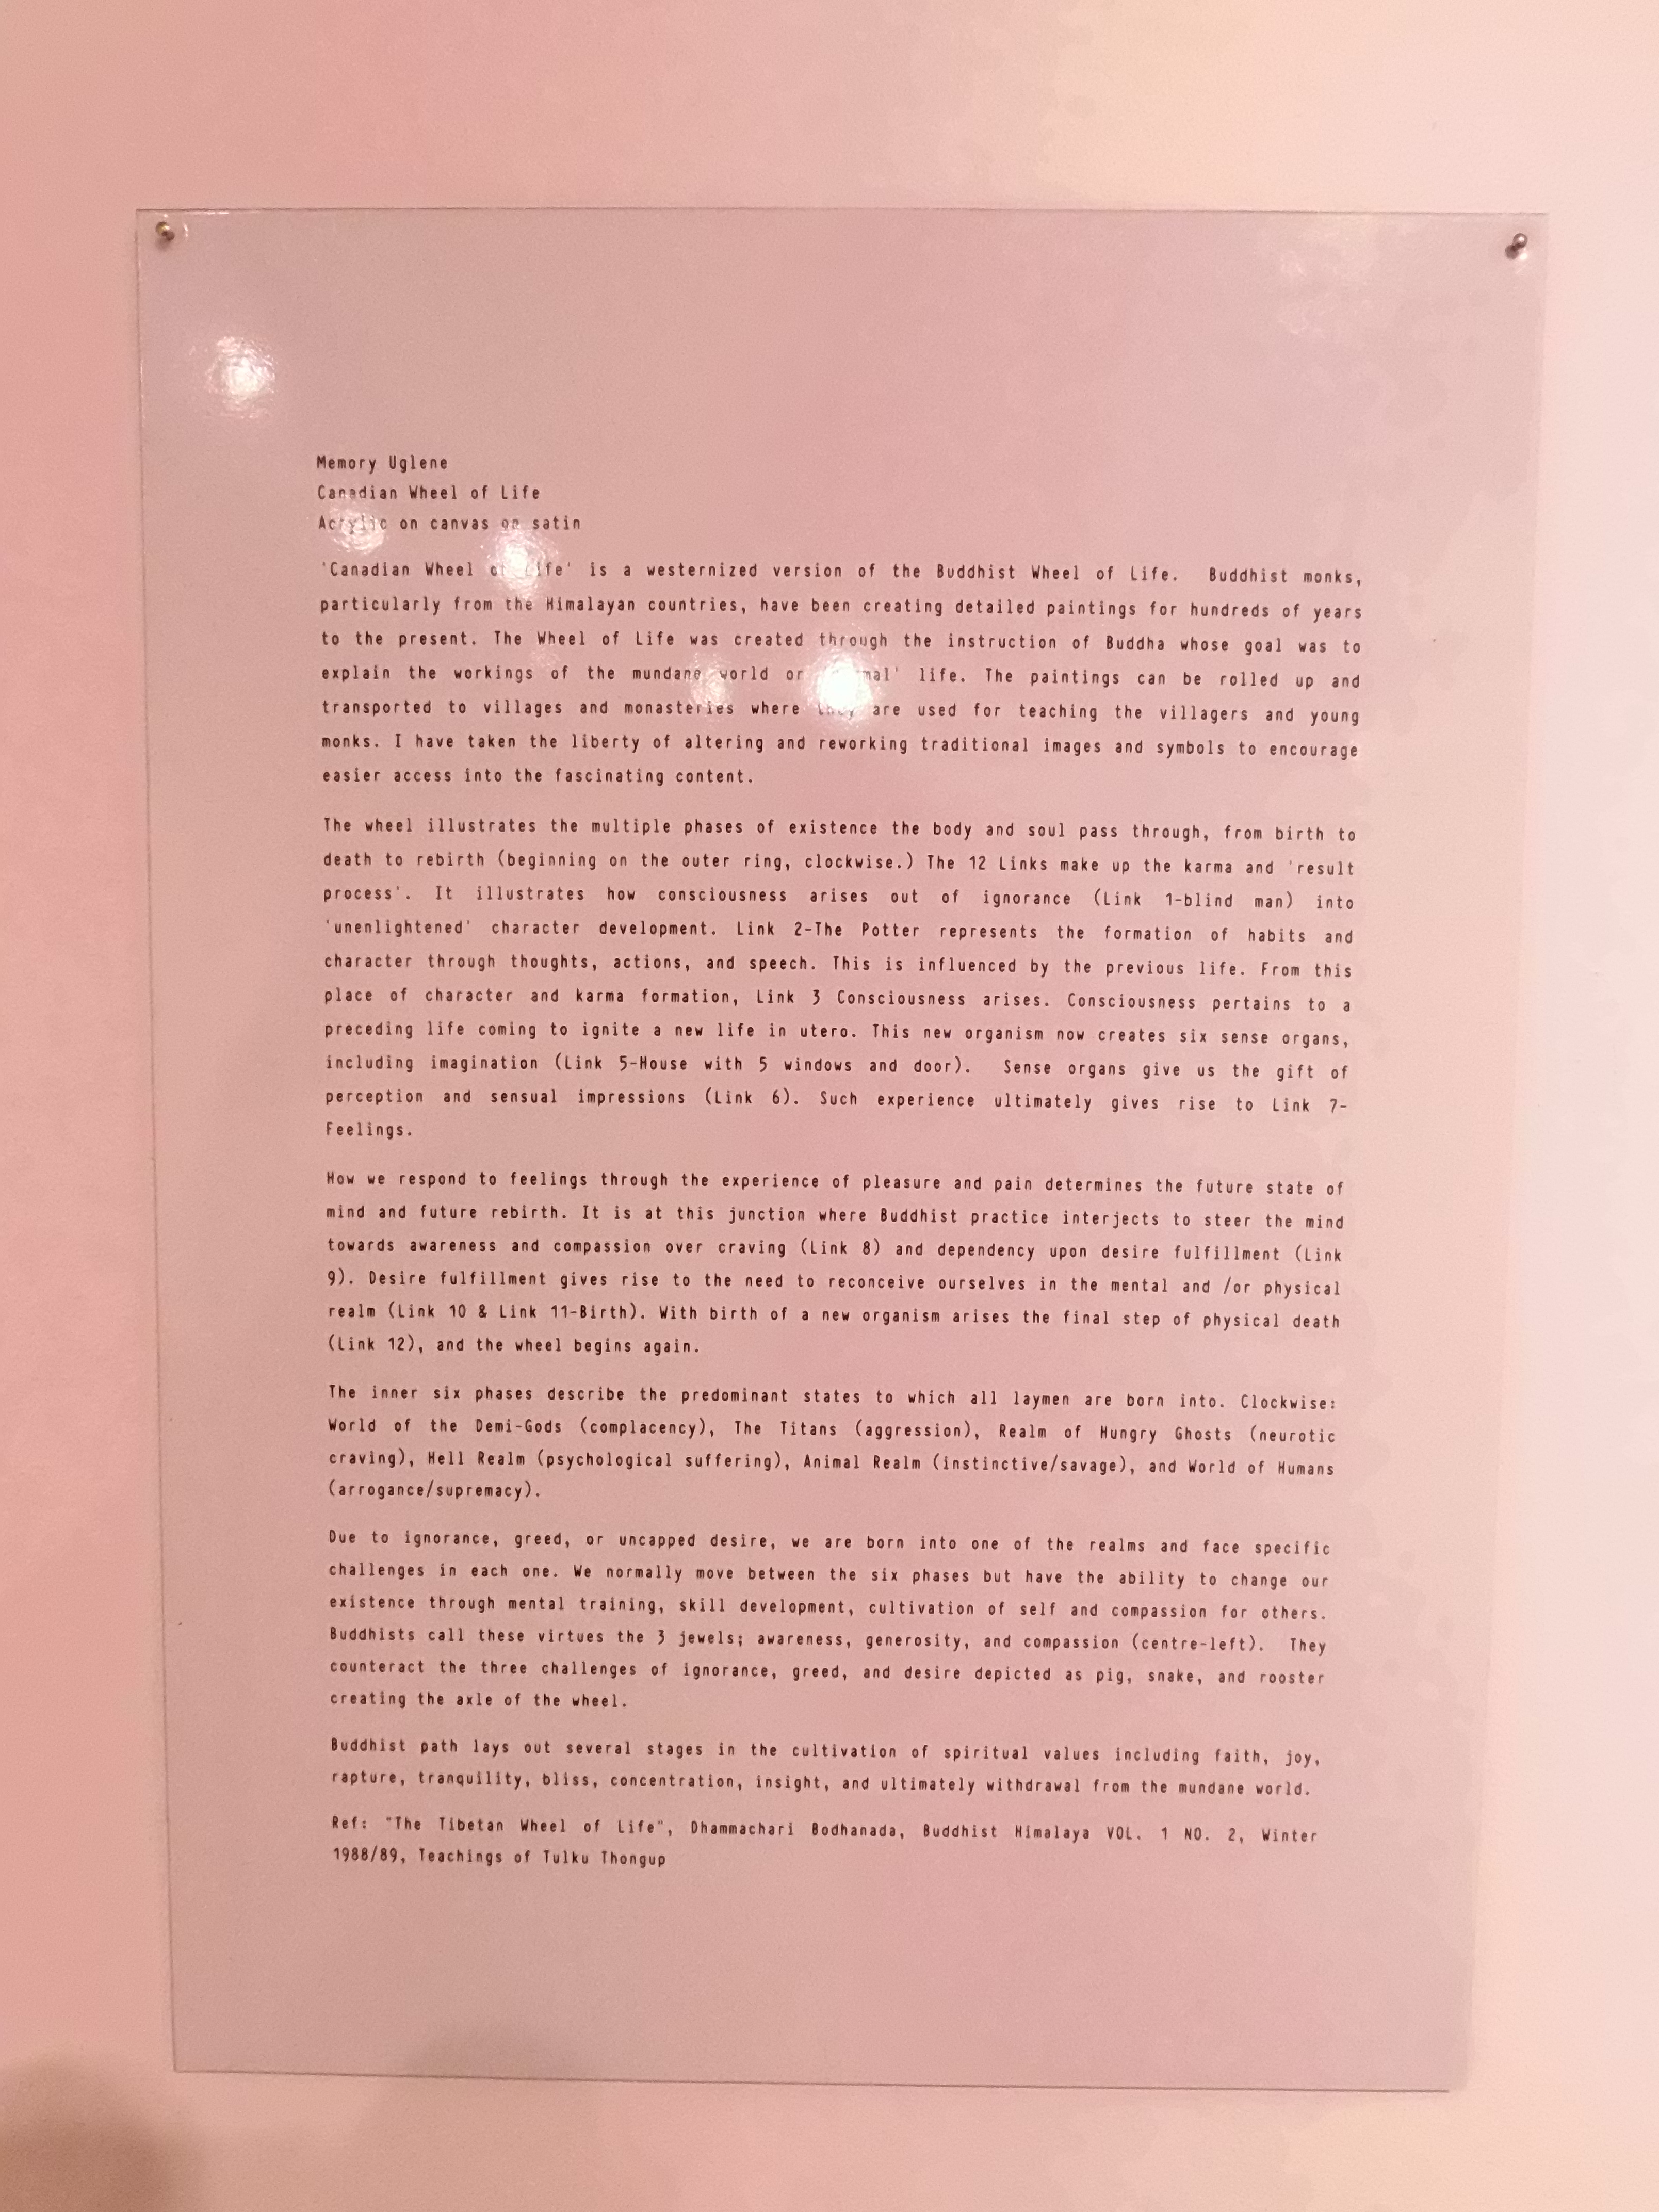 Memory Uglene
Canadian Wheel of Life
Acrylic on canvas on satin
'Canadian Wheel of Life' is a westernized version of the Buddhist Wheel of Life. Buddhist monks,
particularly from the Himalayan countries, have been creating detailed paintings for hundreds of years
to the present. The Wheel of Life was created through the instruction of Buddha whose goal was to
explain the workings of the mundane world or life. The paintings can be rolled up and
transported to villages and monasteries where they are used for teaching the villagers and young
monks. I have taken the liberty of altering and reworking traditional images and symbols to encourage
easier access into the fascinating content.
The wheel illustrates the multiple phases of existence the body and soul pass through, from birth to
death to rebirth (beginning on the outer ring, clockwise.) The 12 Links make up the karma and 'result
process'. It illustrates how consciousness arises out of ignorance (Link 1-blind man) into
'unenlightened' character development. Link 2-The Potter represents the formation of habits and
character through thoughts, actions, and speech. This is influenced by the previous life. From this
place of character and karma formation, Link 3 Consciousness arises. Consciousness pertains to a
preceding life coming to ignite a new life in utero. This new organism now creates six sense organs,
including imagination (Link 5-House with 5 windows and door). Sense organs give us the gift of
perception and sensual impressions (Link 6). Such experience ultimately gives rise to Link 7-
Feelings.
How we respond to feelings through the experience of pleasure and pain determines the future state of
mind and future rebirth. It is at this junction where Buddhist practice interjects to steer the mind
towards awareness and compassion over craving (Link 8) and dependency upon desire fulfillment (Link
9). Desire fulfillment gives rise to the need to reconceive ourselves in the mental and /or physical
realm (Link 10 & Link 11-Birth). With birth of a new organism arises the final step of physical death
(Link 12), and the wheel begins again.
The inner six phases describe the predominant states to which all laymen are born into. Clockwise:
World of the Demi-Gods (complacency), The Titans (aggression), Realm of Hungry Ghosts (neurotic
craving), Hell Realm (psychological suffering), Animal Realm (instinctive/savage), and World of Humans
(arrogance/supremacy).
Due to ignorance, greed, or uncapped desire, we are born into one of the realms and face specific
challenges in each one. We normally move between the six phases but have the ability to change our
existence through mental training, skill development, cultivation of self and compassion for others.
Buddhists call these virtues the 3 jewels; awareness, generosity, and compassion (centre-left). They
counteract the three challenges of ignorance, greed, and desire depicted as pig, snake, and rooster
creating the axle of the wheel.
Buddhist path lays out several stages in the cultivation of spiritual values including faith, joy,
rapture, tranquility, bliss, concentration, insight, and ultimately withdrawal from the mundane world.
Ref: "The Tibetan Wheel of Life", Dhammachari Bodhanada, Buddhist Himalaya VOL. 1 NO. 2, Winter
1988/89, Teachings of Tulku Thongup